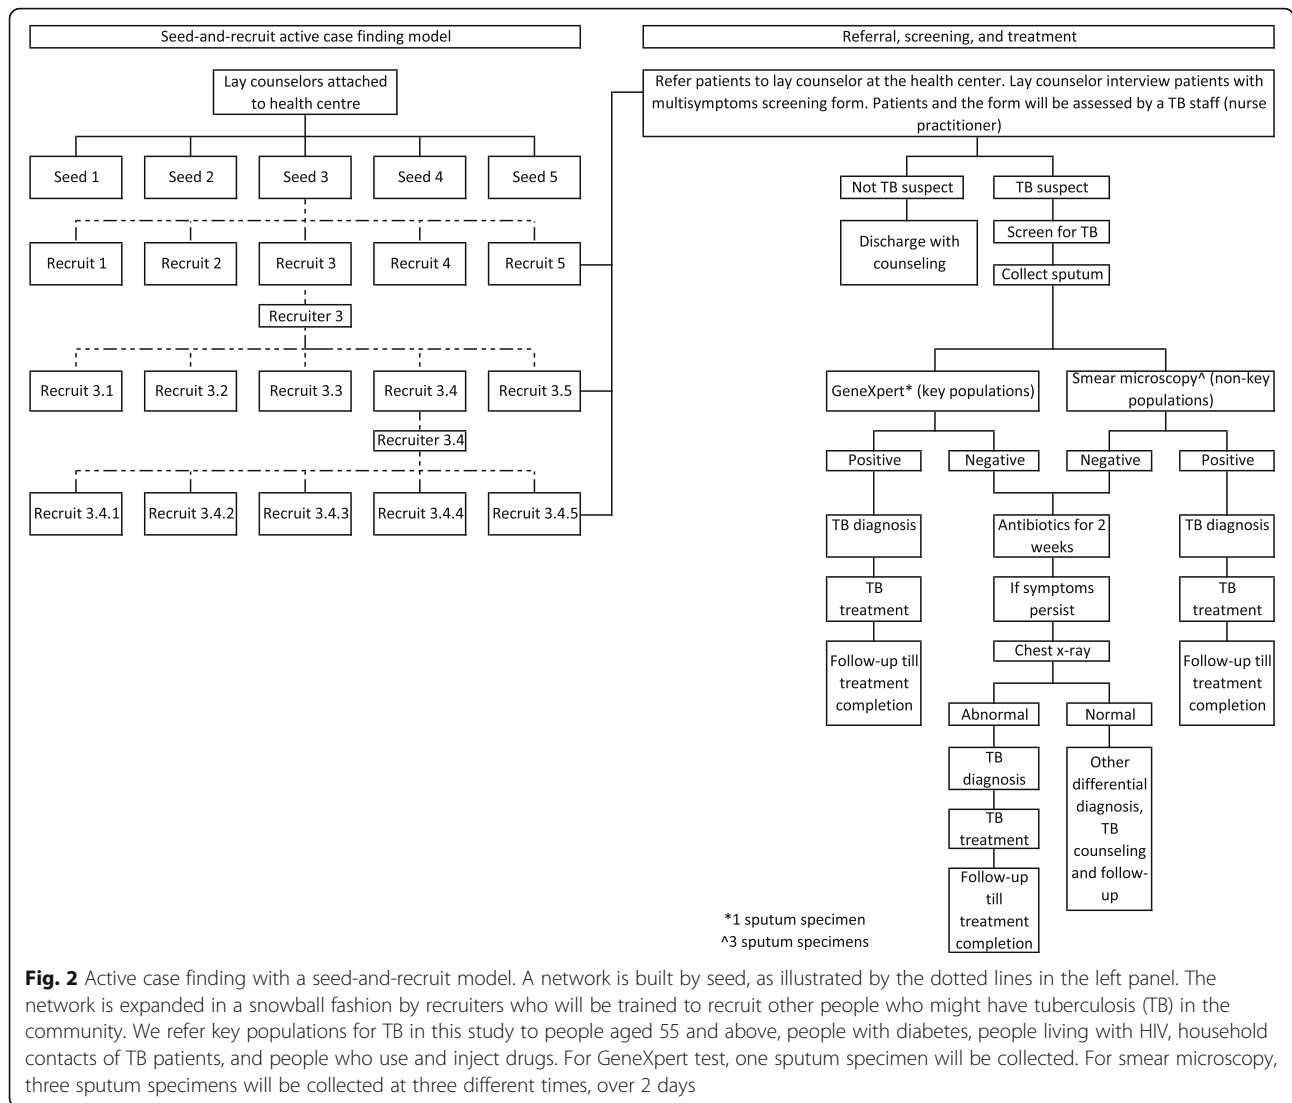 Seed-and-recruit active case finding model
Lay counselors attached
to health centre
Seed 1
Seed 2
Seed 3
Seed 4
Seed 5
Recruit 1
Recruit 2
Recruit 3
Recruit 4
Recruit 5
Recruiter 3
Recruit 3.1
Recruit 3.2
Recruit 3.3
Recruit 3.4
Recruit 3.5
Recruiter 3.4
Recruit 3.4.1
Recruit 3.4.2
Recruit 3.4.3
Recruit 3.4.4
Recruit 3.4.5
Referral, screening, and treatment
Refer patients to lay counselor at the health center. Lay counselor interview patients with
multisymptoms screening form. Patients and the form will be assessed by a TB staff (nurse
practitioner)
Not TB suspect
TB suspect
Discharge with
counseling
Screen for TB
Collect sputum
GeneXpert* (key populations)
Smear microscopy^ (non-key
populations)
Positive
Negative
Negative
Positive
TB diagnosis
Antibiotics for 2
weeks
TB diagnosis
TB
treatment
If symptoms
persist
TB
treatment
Follow-up till
treatment
completion
Chest x-ray
Follow-up till
treatment
completion
Abnormal
Normal
TB
diagnosis
TB
treatment
Follow-up
till
treatment
completion
Other
differential
diagnosis,
TB
counseling
and follow-
up
*1 sputum specimen
^3 sputum specimens
Fig. 2 Active case finding with a seed-and-recruit model. A network is built by seed, as illustrated by the dotted lines in the left panel. The
network is expanded in a snowball fashion by recruiters who will be trained to recruit other people who might have tuberculosis (TB) in the
community. We refer key populations for TB in this study to people aged 55 and above, people with diabetes, people living with HIV, household
contacts of TB patients, and people who use and inject drugs. For GeneXpert test, one sputum specimen will be collected. For smear microscopy,
three sputum specimens will be collected at three different times, over 2 days